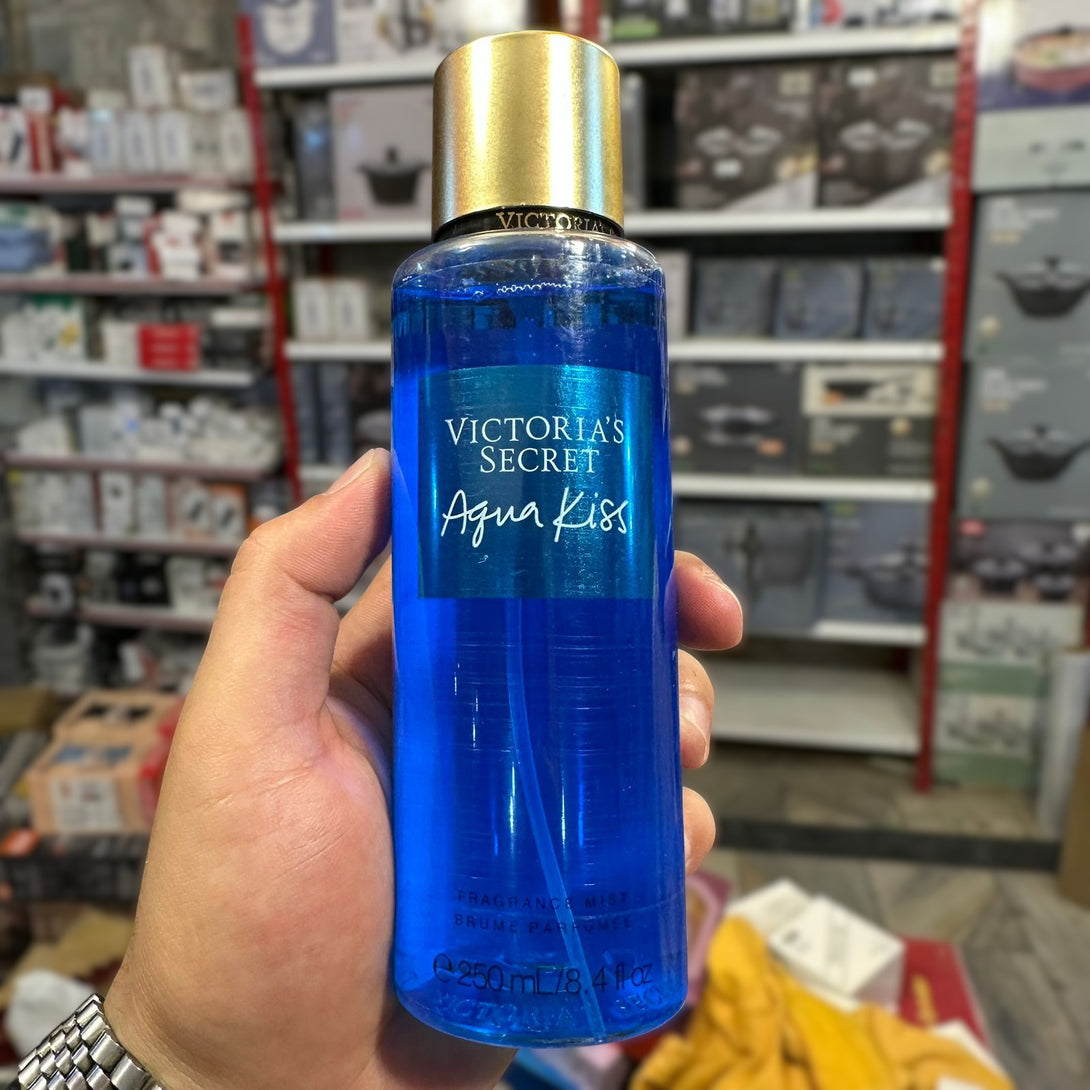 VICTORIA'S
VICTORIA'S
SECRET
Aqua Kiss
FRAGRANCE MIST
BRUME PARFUMÉE
℮ 250 mL/8.4 fl oz